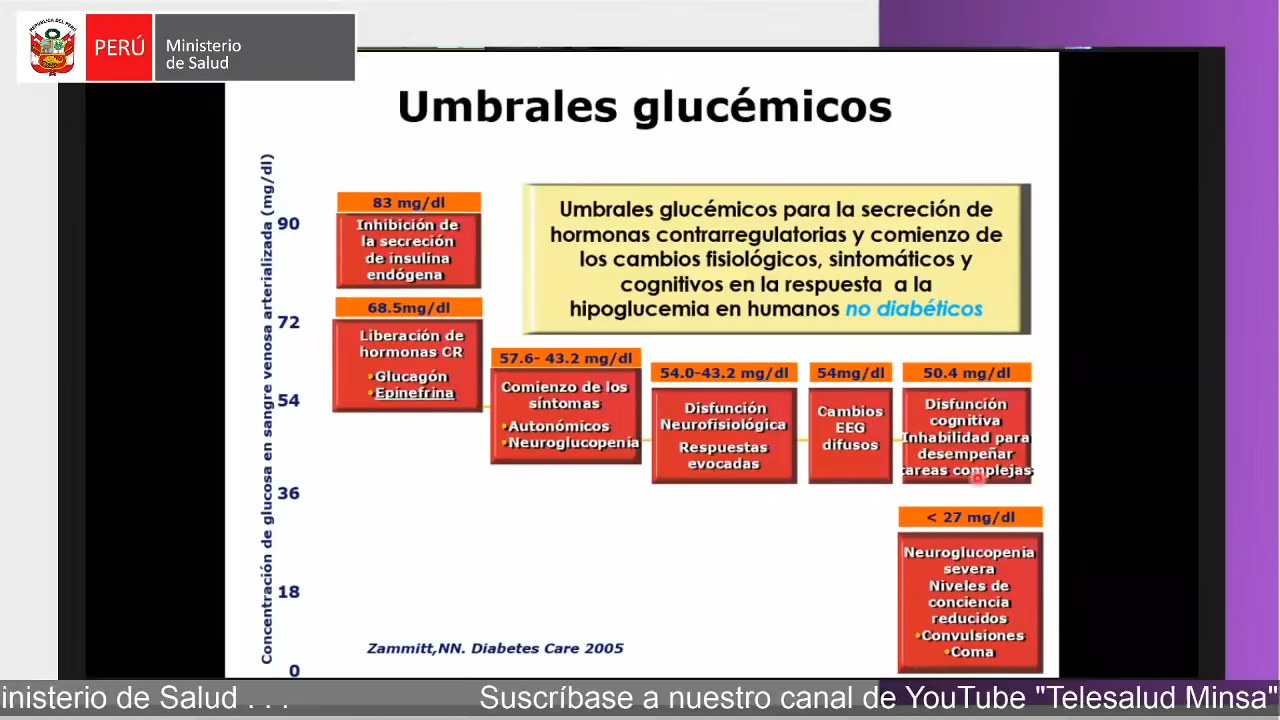 REPÚBLICA DEL PERÚ
PERÚ
Ministerio
de Salud
Umbrales glucémicos
Concentración de glucosa en sangre venosa arterializada (mg/dl)
90
72
54
36
18
0
83 mg/dl
Inhibición de
la secreción
de insulina
endógena
68.5mg/dl
Liberación de
hormonas CR
•Glucagón
•Epinefrina
Umbrales glucémicos para la secreción de
hormonas contrarregulatorias y comienzo de
los cambios fisiológicos, sintomáticos y
cognitivos en la respuesta a la
hipoglucemia en humanos no diabéticos
57.6- 43.2 mg/dl
Comienzo de los
síntomas
•Autonómicos
•Neuroglucopenia
54.0-43.2 mg/dl
Disfunción
Neurofisiológica
Respuestas
evocadas
54mg/dl
Cambios
EEG
difusos
50.4 mg/dl
Disfunción
cognitiva
Inhabilidad para
desempeñar
tareas complejas
< 27 mg/dl
Neuroglucopenia
severa
Niveles de
conciencia
reducidos
•Convulsiones
•Coma
Zammitt,NN. Diabetes Care 2005
inisterio de Salud . . . Suscríbase a nuestro canal de YouTube "Telesalud Minsa"